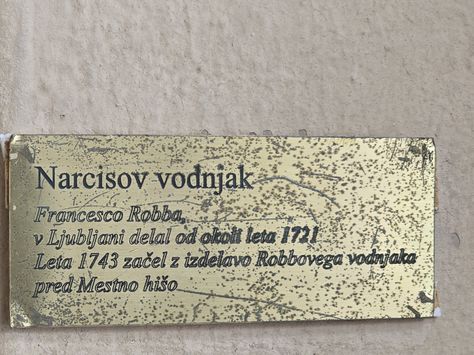 Narcisov vodnjak
Francesco Robba,
v Ljubljani delal od okoli leta 1721
Leta 1743 začel z izdelavo Robbovega vodnjaka
pred Mestno hišo